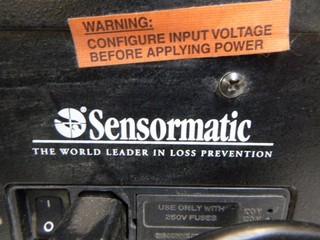 WARNING:
CONFIGURE INPUT VOLTAGE
BEFORE APPLYING POWER
Sensormatic
THE WORLD LEADER IN LOSS PREVENTION
USE ONLY WITH
250V FUSES